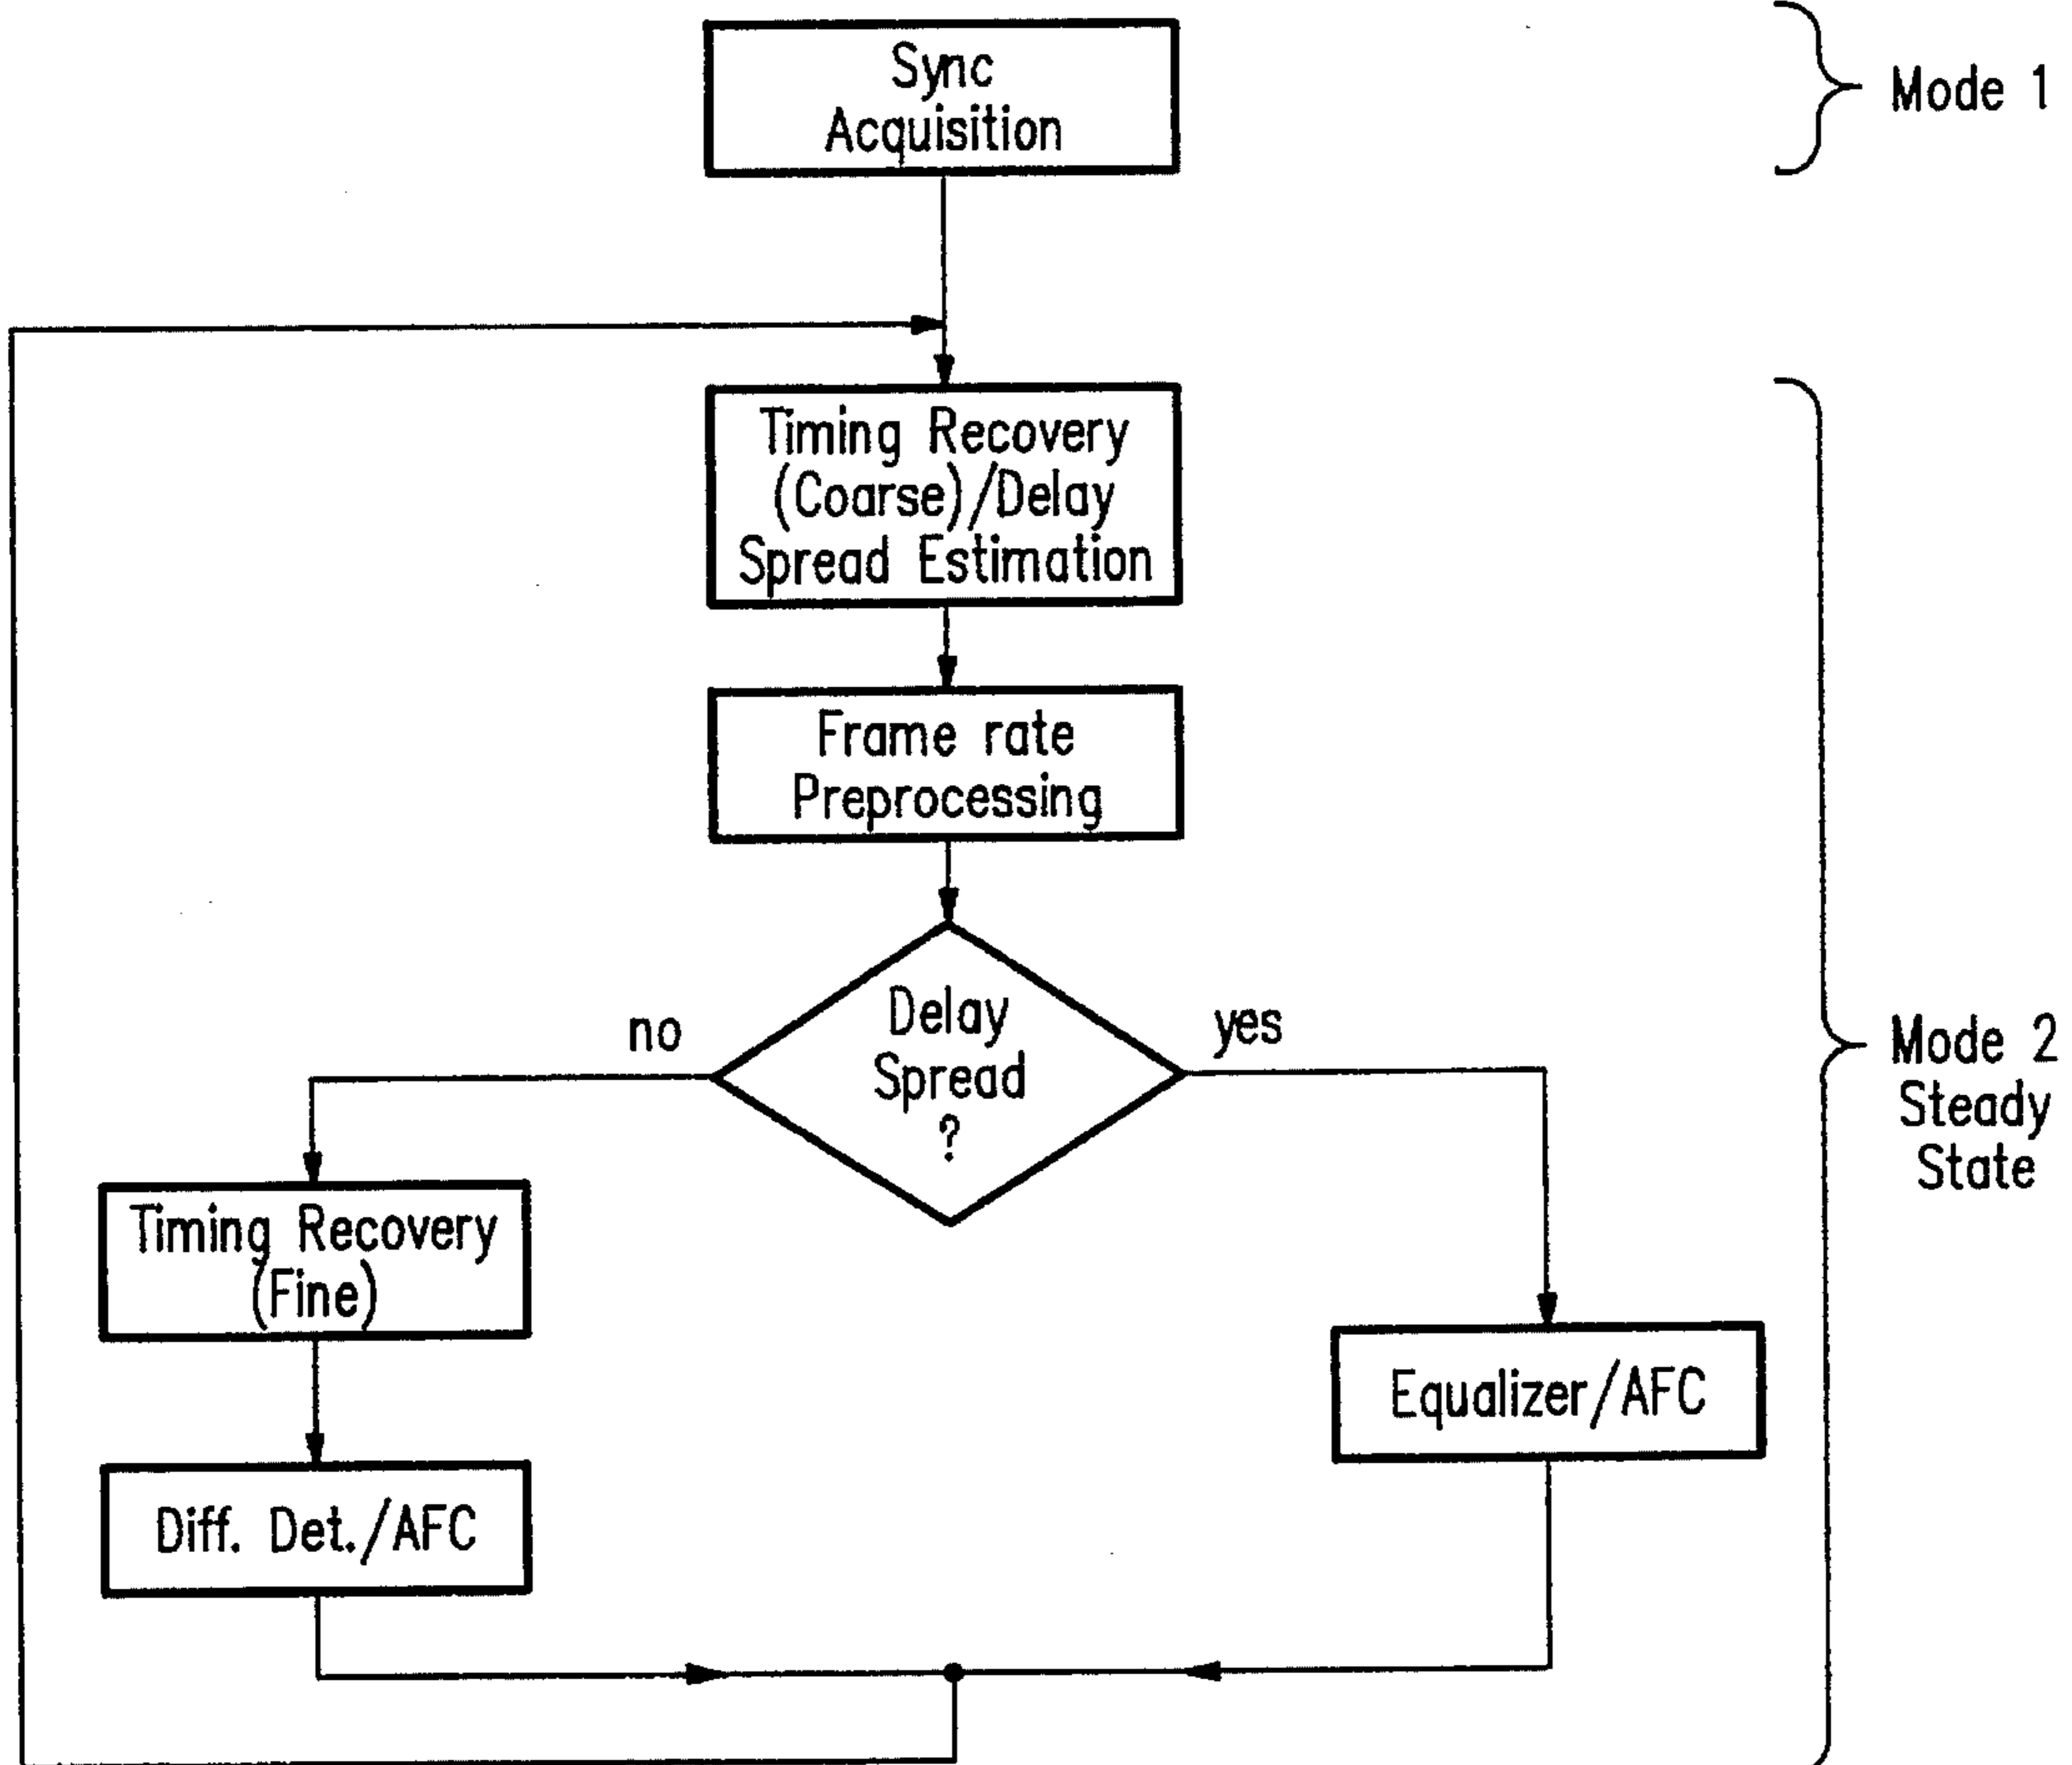 Sync
Acquisition
Mode 1
Timing Recovery
(Coarse)/Delay
Spread Estimation
Frame rate
Preprocessing
Delay
Spread
?
no
yes
Mode 2
Steady
State
Timing Recovery
(Fine)
Equalizer/AFC
Diff. Det./AFC